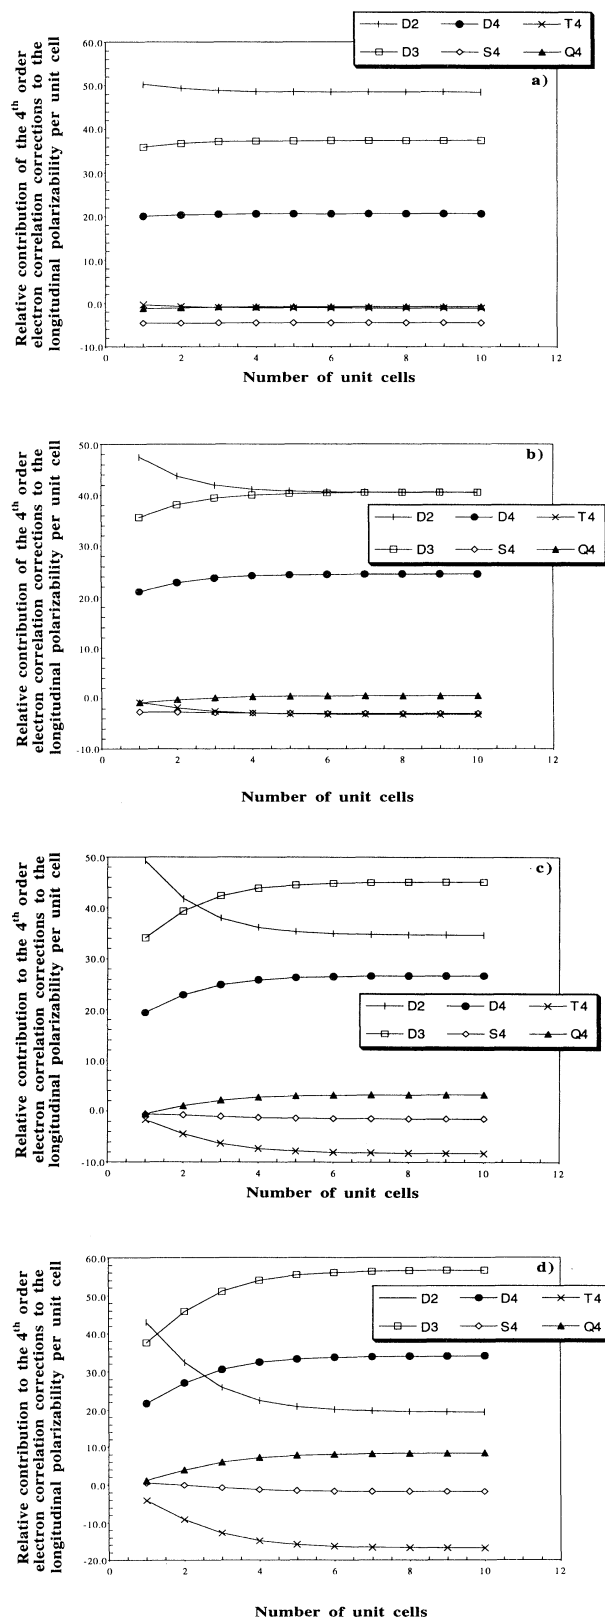 D2 D4 T4
D3 S4 Q4
a)
Relative contribution of the 4th order
electron correlation corrections to the
longitudinal polarizability per unit cell
60.0
50.0
40.0
30.0
20.0
10.0
0.0
-10.0
0 2 4 6 8 10 12
Number of unit cells
b)
Relative contribution of the 4th order
electron correlation corrections to the
longitudinal polarizability per unit cell
50.0
40.0
30.0
20.0
10.0
0.0
-10.0
D2 D4 T4
D3 S4 Q4
0 2 4 6 8 10 12
Number of unit cells
c)
Relative contribution to the 4th order
electron correlation corrections to the
longitudinal polarizability per unit cell
50.0
40.0
30.0
20.0
10.0
0.0
-10.0
D2 D4 T4
D3 S4 Q4
0 2 4 6 8 10 12
Number of unit cells
d)
Relative contribution to the 4th order
electron correlation corrections to the
longitudinal polarizability per unit cell
60.0
50.0
40.0
30.0
20.0
10.0
0.0
-10.0
-20.0
D2 D4 T4
D3 S4 Q4
0 2 4 6 8 10 12
Number of unit cells